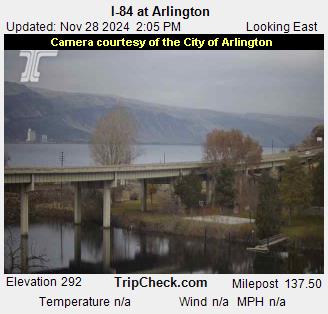 I-84 at Arlington
Updated: Nov 28 2024 2:05 PM Looking East
Camera courtesy of the City of Arlington
Elevation 292 TripCheck.com Milepost 137.50
Temperature n/a Wind n/a MPH n/a